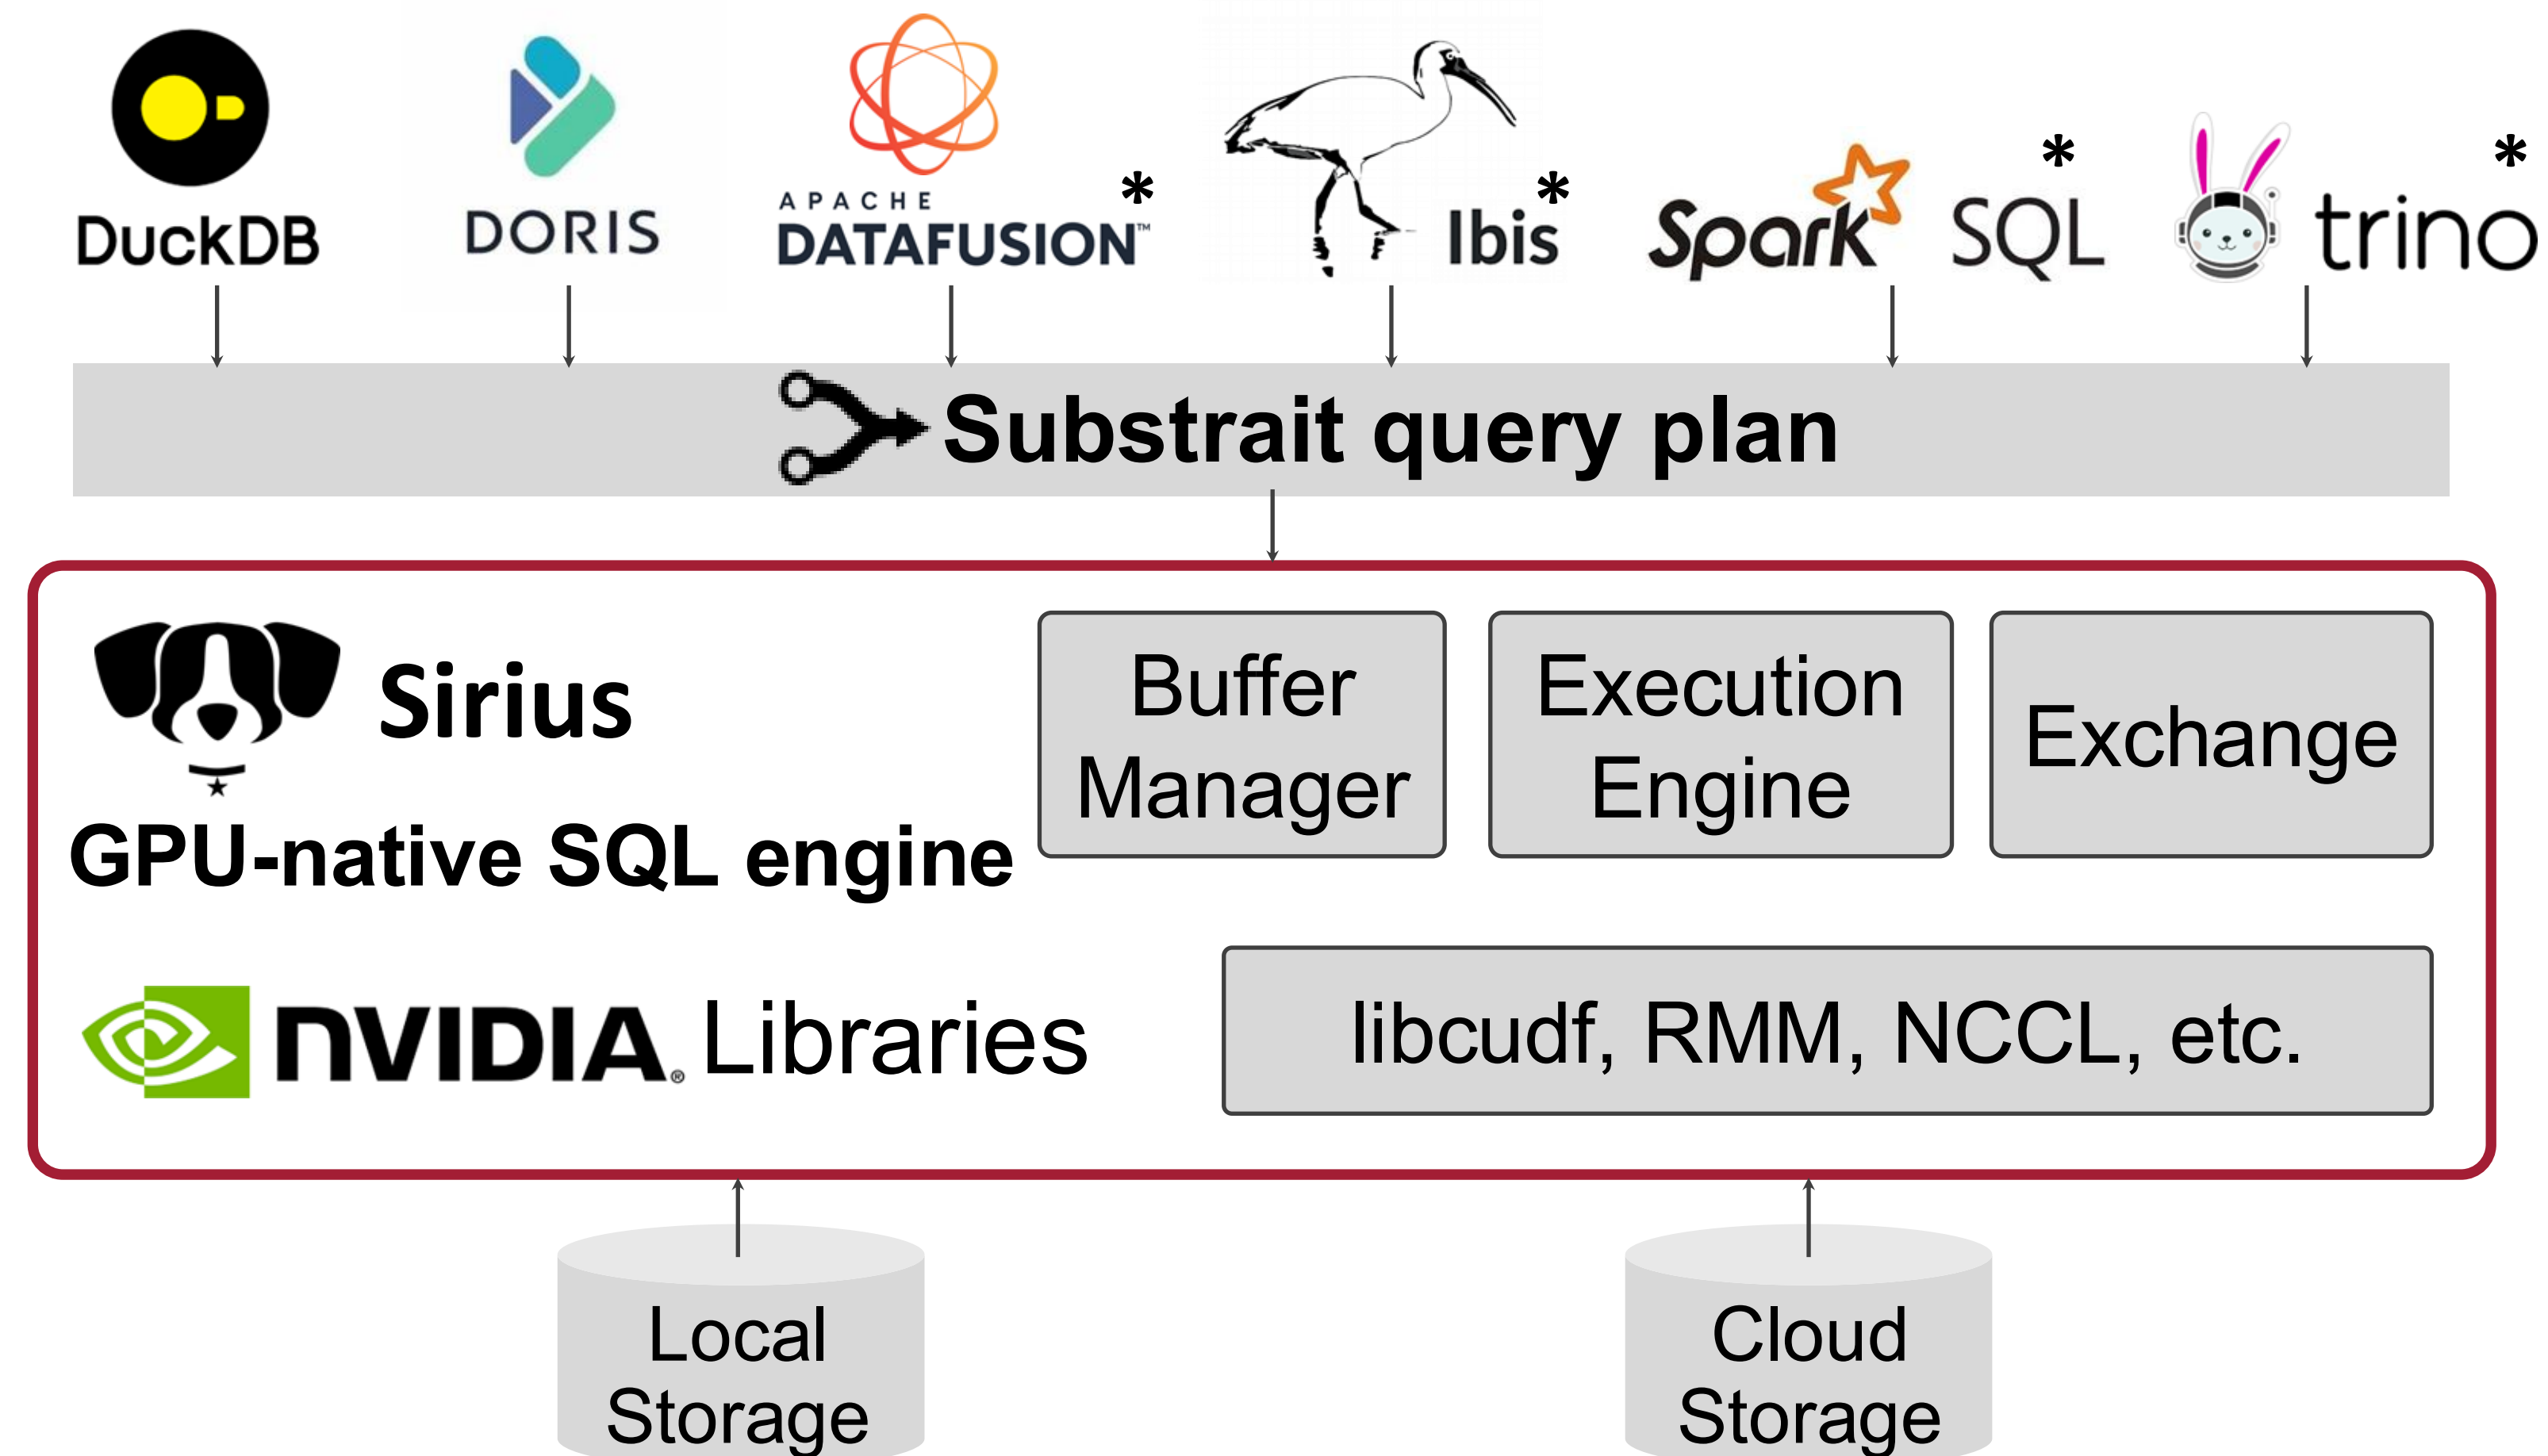 DuckDB
DORIS
APACHE
DATAFUSION™ *
Ibis *
Spark SQL *
trino *
Substrait query plan
Sirius
GPU-native SQL engine
Buffer
Manager
Execution
Engine
Exchange
NVIDIA® Libraries
libcudf, RMM, NCCL, etc.
Local
Storage
Cloud
Storage